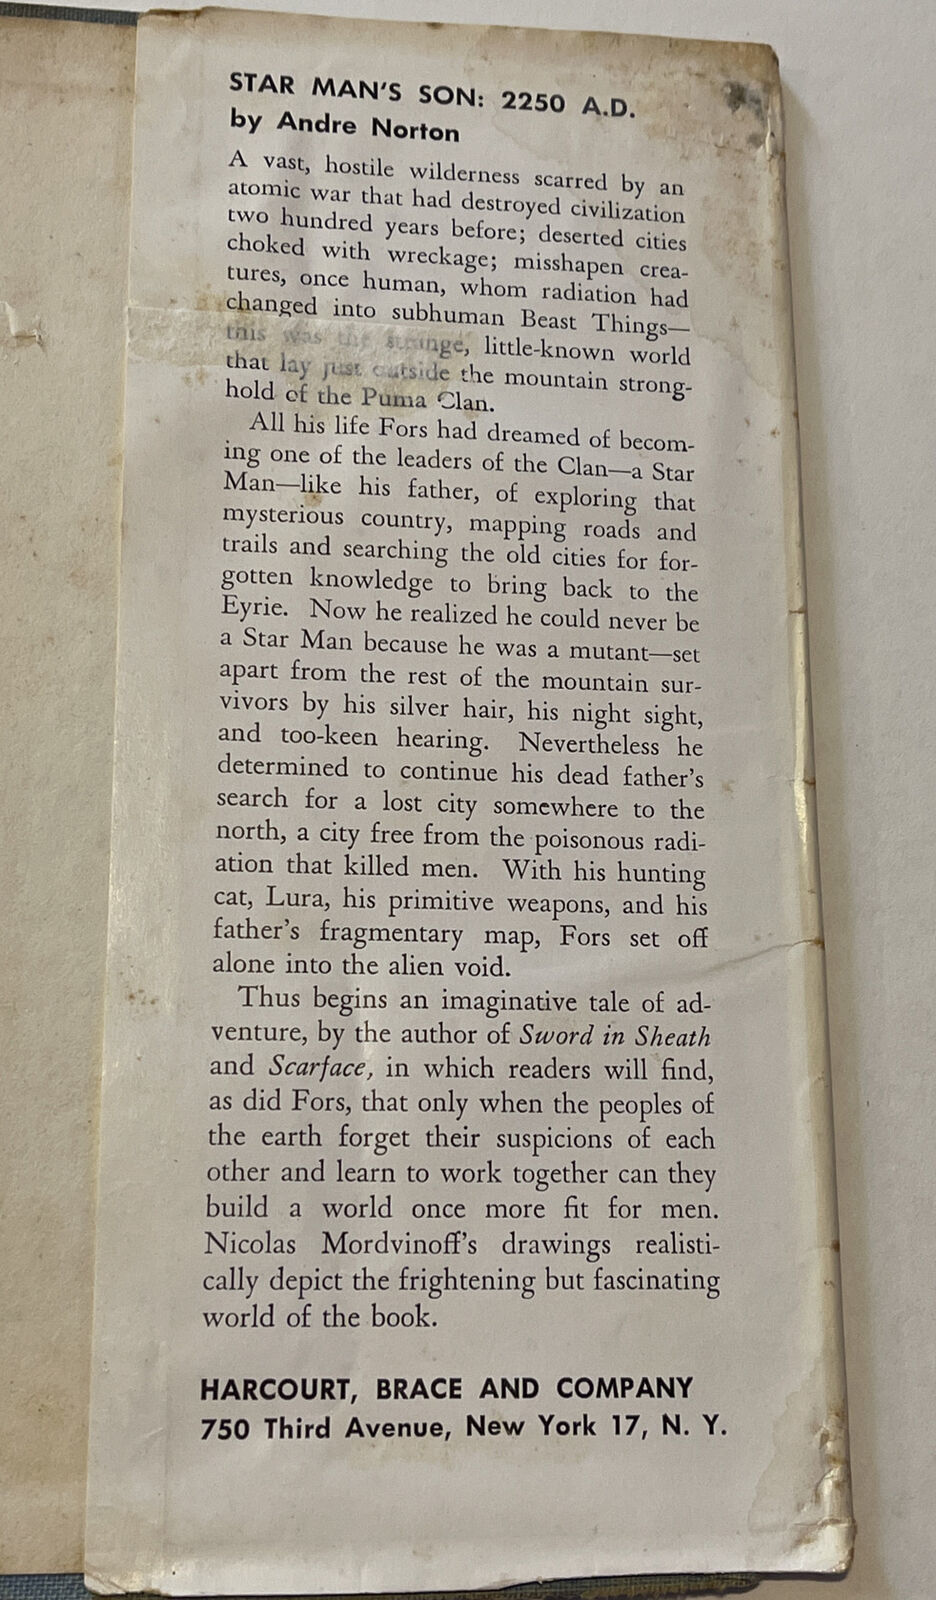 STAR MAN'S SON: 2250 A.D.
by Andre Norton
A vast, hostile wilderness scarred by an
atomic war that had destroyed civilization
two hundred years before; deserted cities
choked with wreckage; misshapen crea-
tures, once human, whom radiation had
changed into subhuman Beast Things—
this was the strange, little-known world
that lay just outside the mountain strong-
hold of the Puma Clan.
All his life Fors had dreamed of becom-
ing one of the leaders of the Clan—a Star
Man—like his father, of exploring that
mysterious country, mapping roads and
trails and searching the old cities for for-
gotten knowledge to bring back to the
Eyrie. Now he realized he could never be
a Star Man because he was a mutant—set
apart from the rest of the mountain sur-
vivors by his silver hair, his night sight,
and too-keen hearing. Nevertheless he
determined to continue his dead father's
search for a lost city somewhere to the
north, a city free from the poisonous radi-
ation that killed men. With his hunting
cat, Lura, his primitive weapons, and his
father's fragmentary map, Fors set off
alone into the alien void.
Thus begins an imaginative tale of ad-
venture, by the author of Sword in Sheath
and Scarface, in which readers will find,
as did Fors, that only when the peoples of
the earth forget their suspicions of each
other and learn to work together can they
build a world once more fit for men.
Nicolas Mordvinoff's drawings realisti-
cally depict the frightening but fascinating
world of the book.
HARCOURT, BRACE AND COMPANY
750 Third Avenue, New York 17, N. Y.